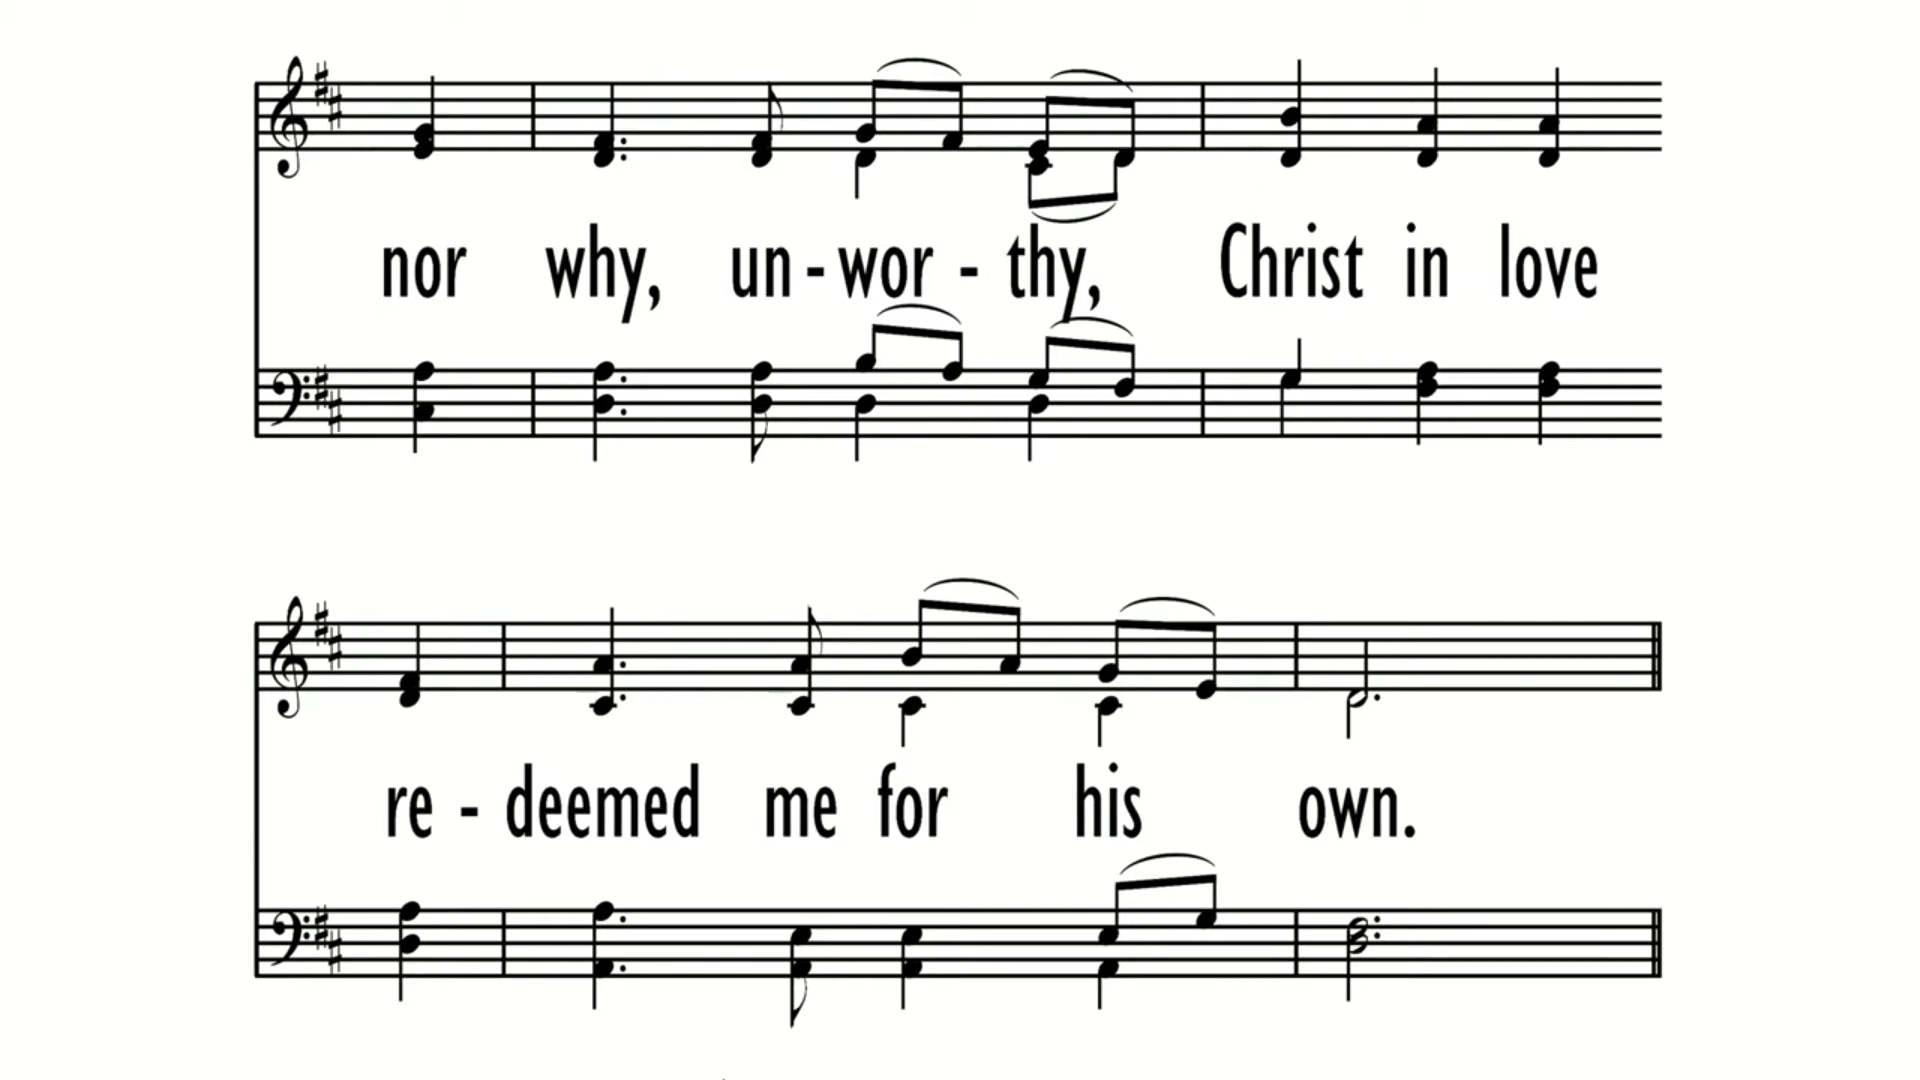 nor why, un - wor - thy, Christ in love
re - deemed me for his own.